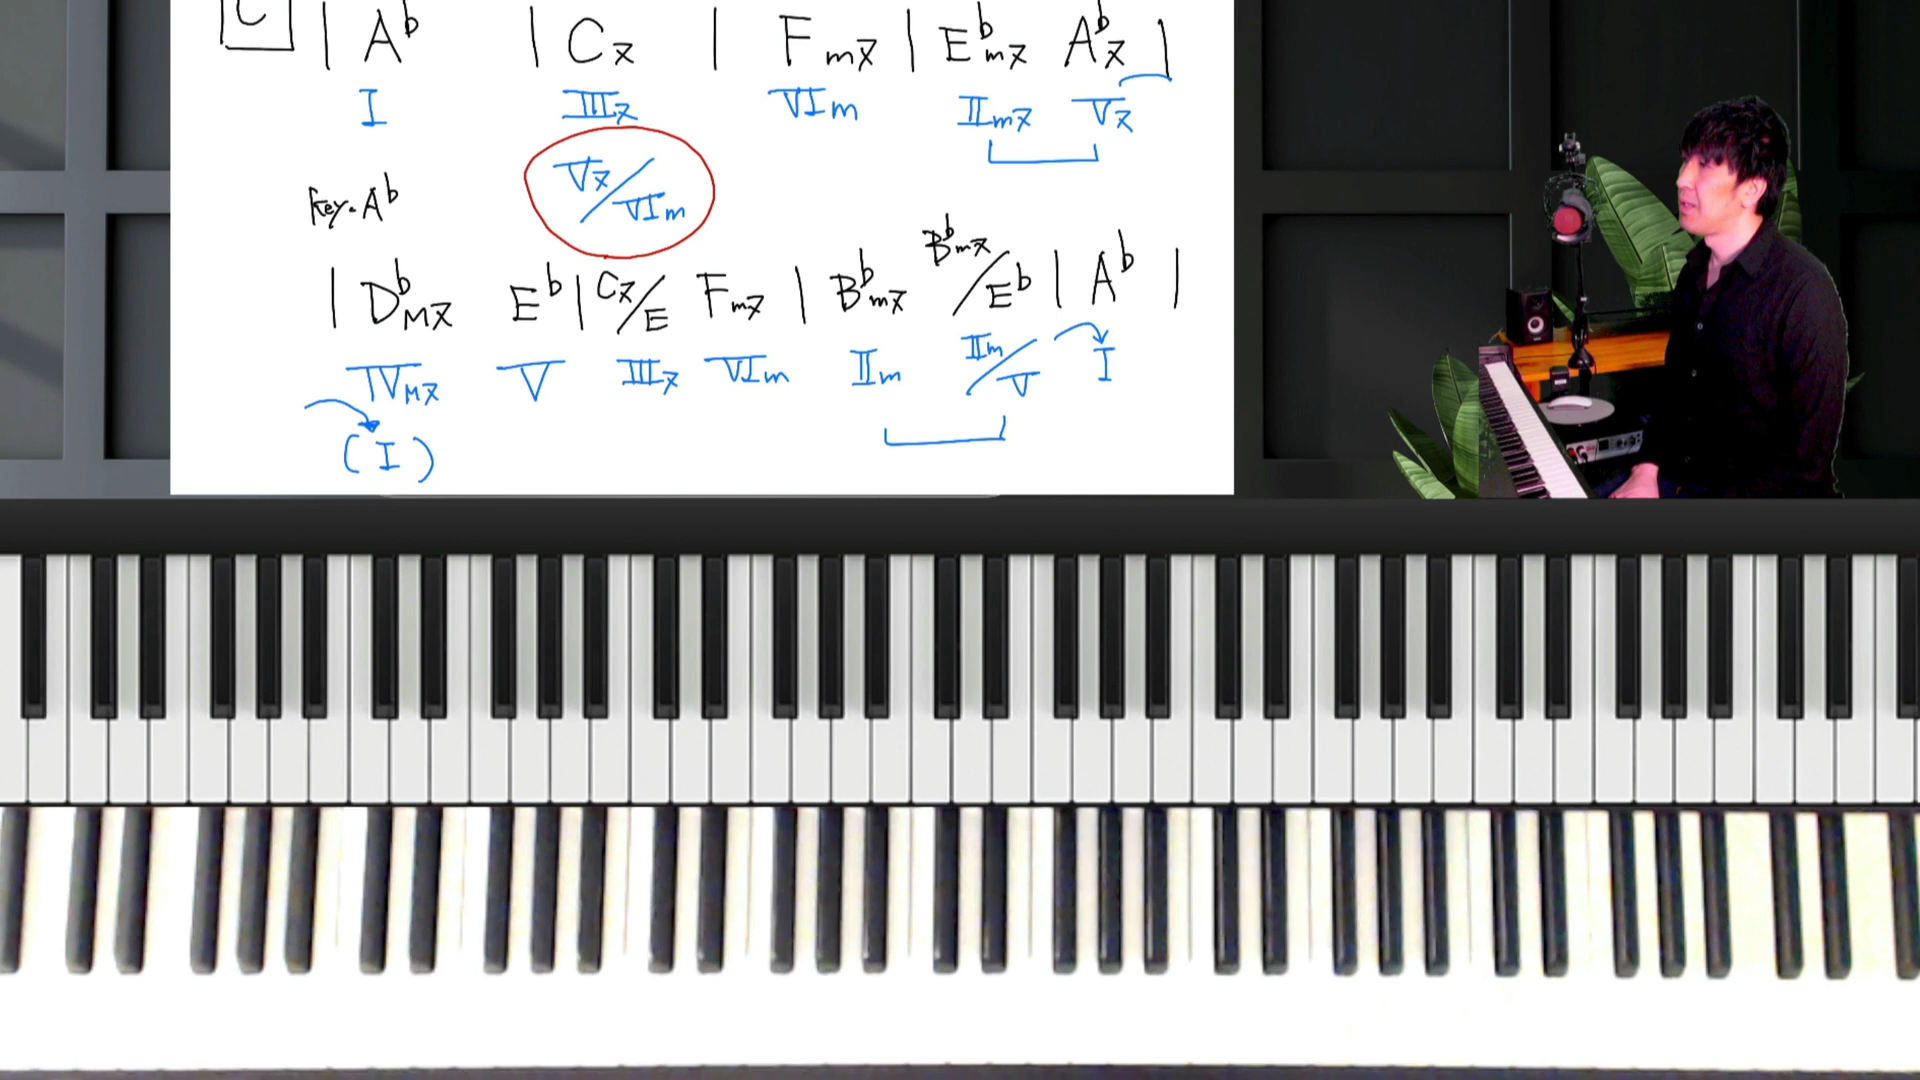 C | A♭ | C7 | Fm7 | E♭m7 A♭7 |
I III7 VIm IIm7 V7
V7/VIm
Key=A♭
| D♭M7 E♭ | C7/E Fm7 | B♭m7 B♭m7/E♭ | A♭ |
IVM7 V III7 VIm IIm IIm/V I
(I)